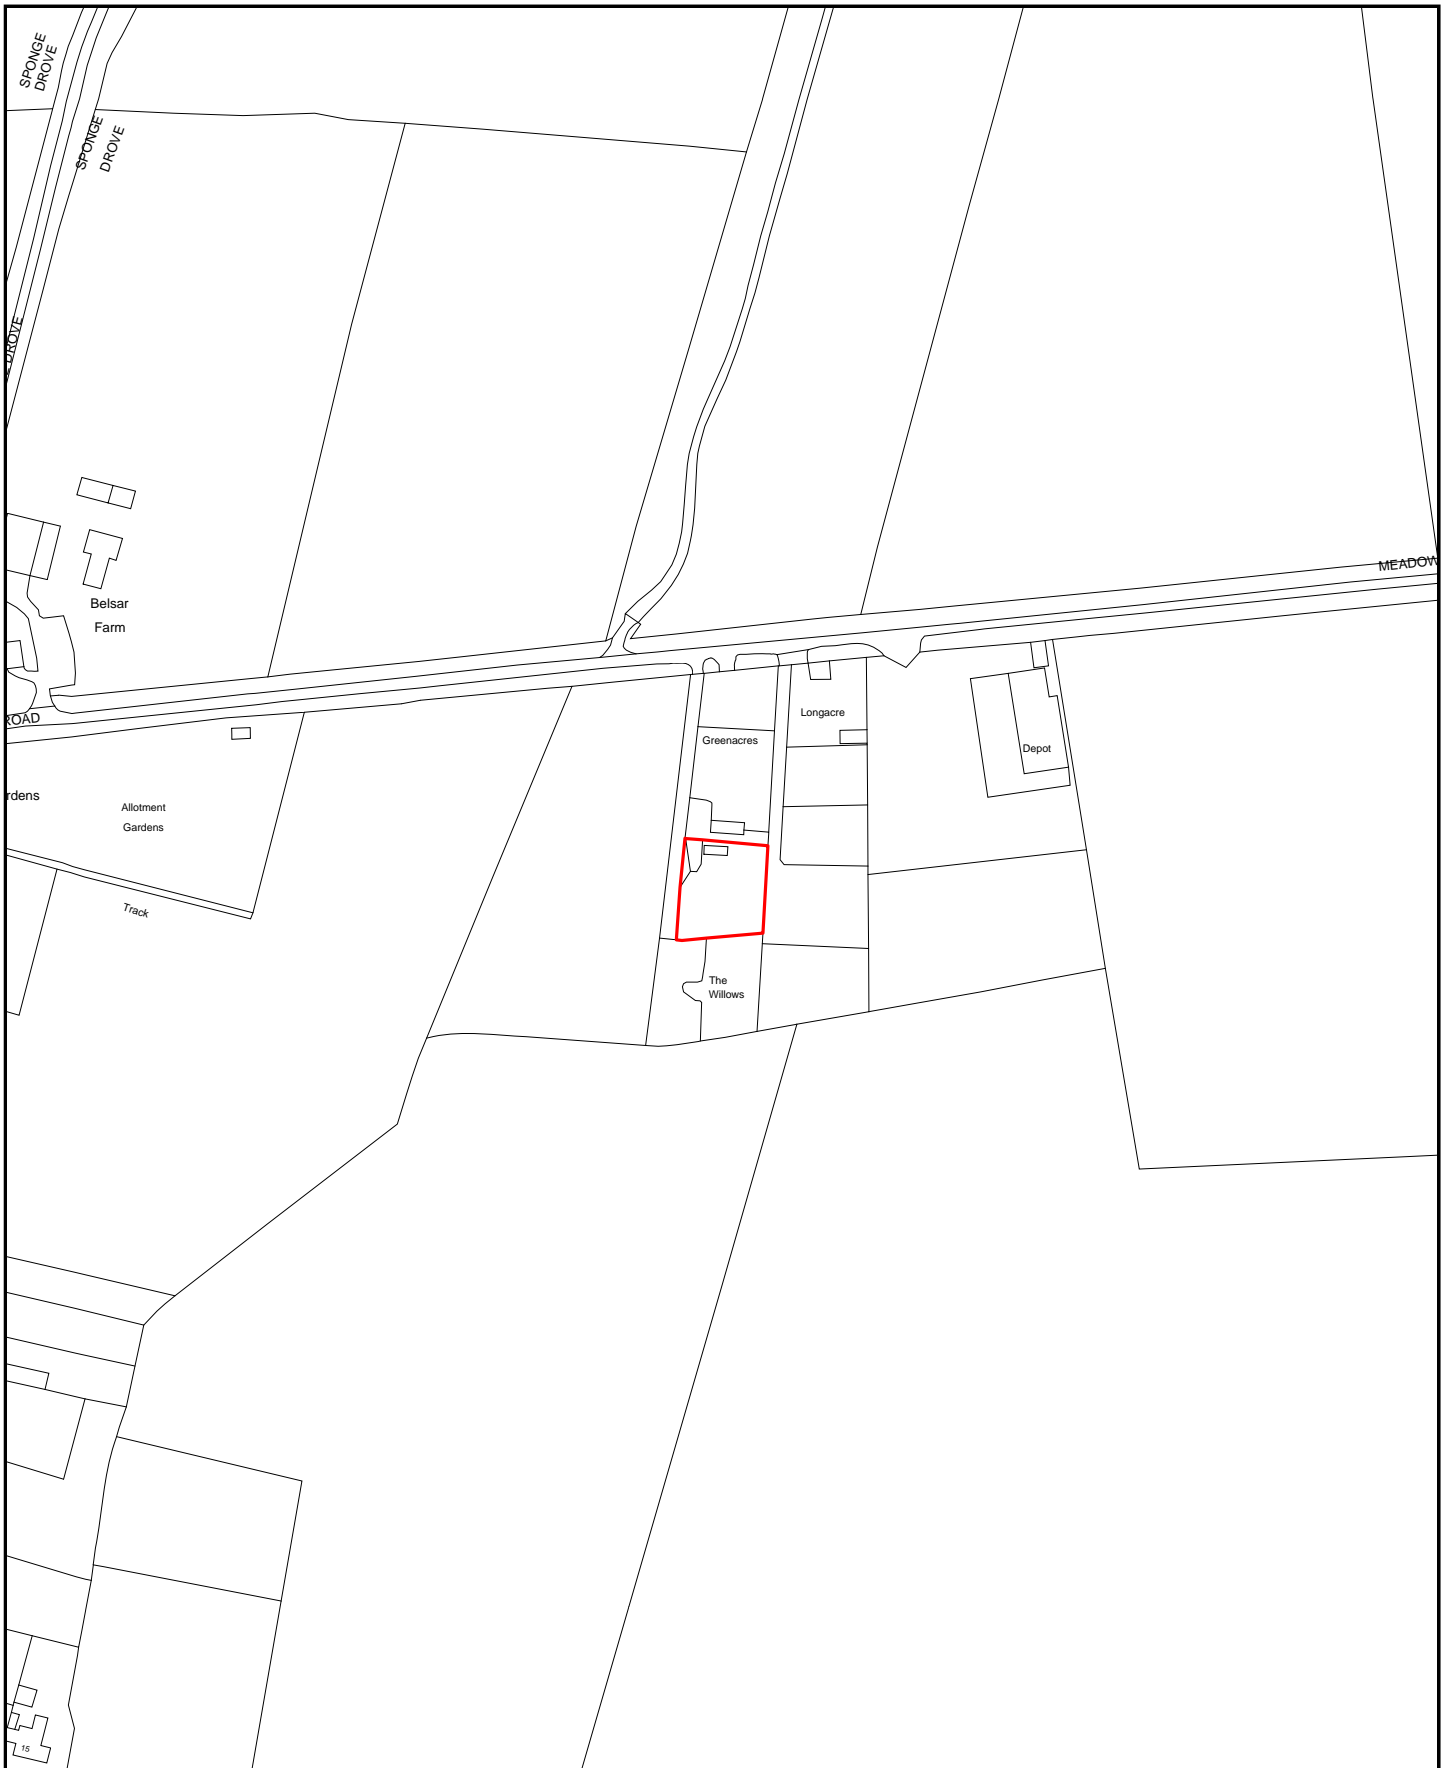 SPONGE
DROVE
SPONGE
DROVE
DROVE
MEADOW
Belsar
Farm
ROAD
Longacre
Greenacres
Depot
rdens
Allotment
Gardens
Track
The
Willows
15